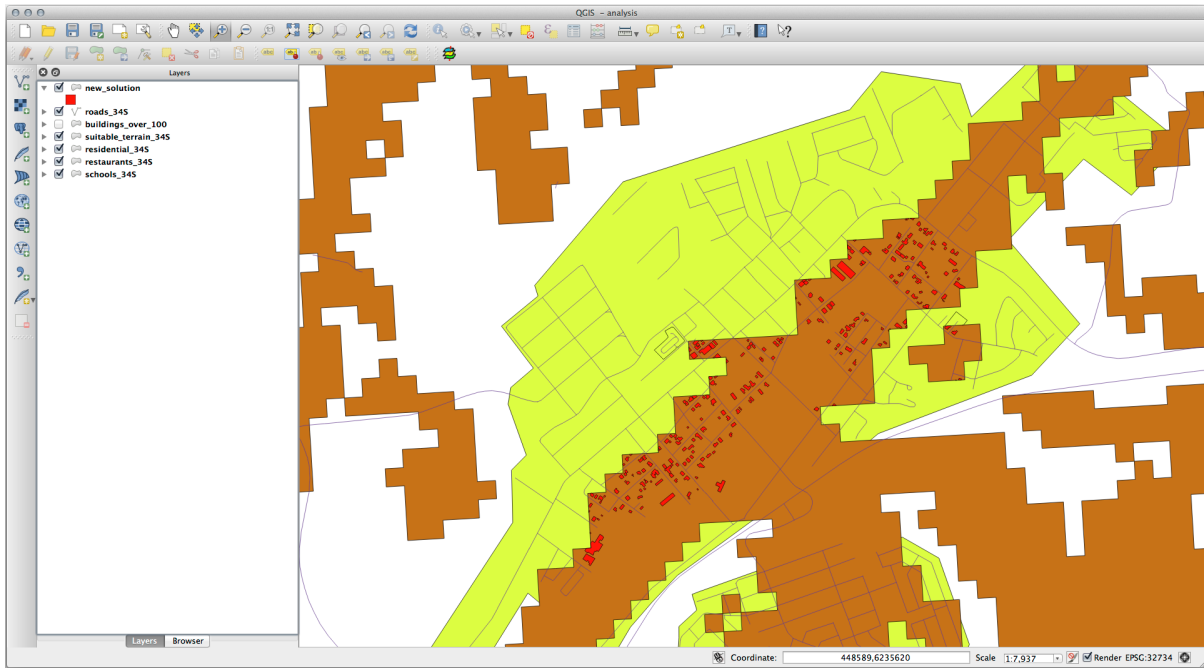 QGIS - analysis
Layers
new_solution
roads_34S
buildings_over_100
suitable_terrain_34S
residential_34S
restaurants_34S
schools_34S
Layers Browser
Coordinate: 448589,6235620 Scale 1:7,937 Render EPSG:32734